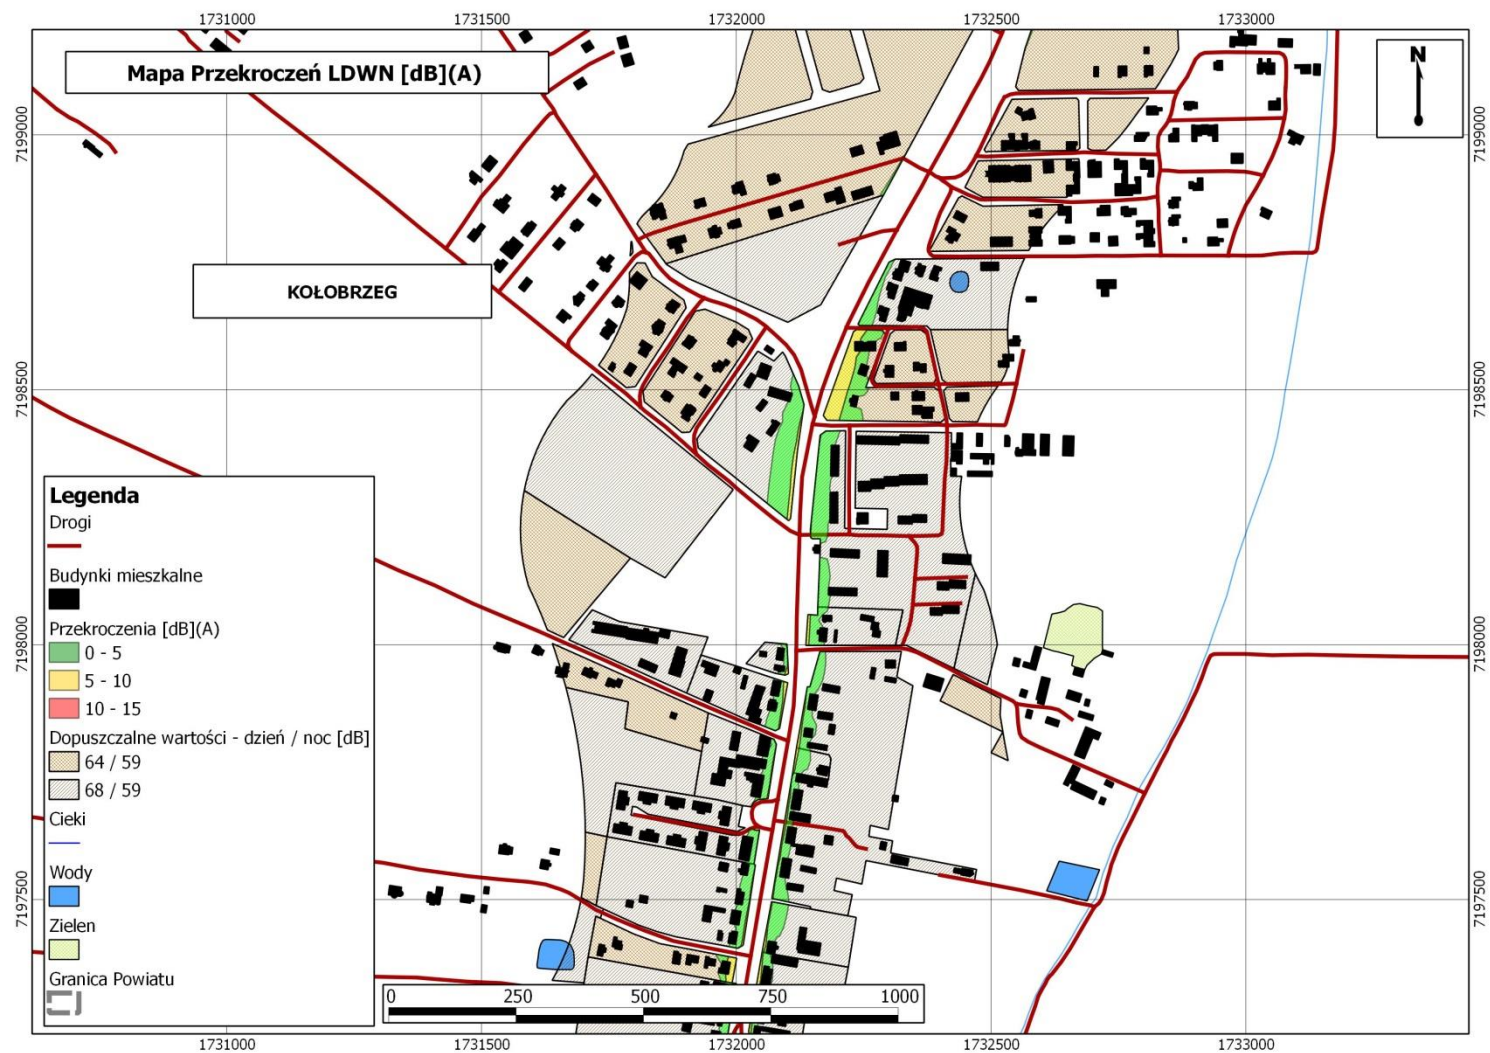 1731000 1731500 1732000 1732500 1733000
Mapa Przekroczeń LDWN [dB](A)
N
7199000 7199000
KOŁOBRZEG
7198500 7198500
Legenda
Drogi
Budynki mieszkalne
Przekroczenia [dB](A)
0 - 5
5 - 10
10 - 15
Dopuszczalne wartości - dzień / noc [dB]
64 / 59
68 / 59
Cieki
Wody
Zielen
Granica Powiatu
7198000 7198000
7197500 7197500
0 250 500 750 1000
1731000 1731500 1732000 1732500 1733000